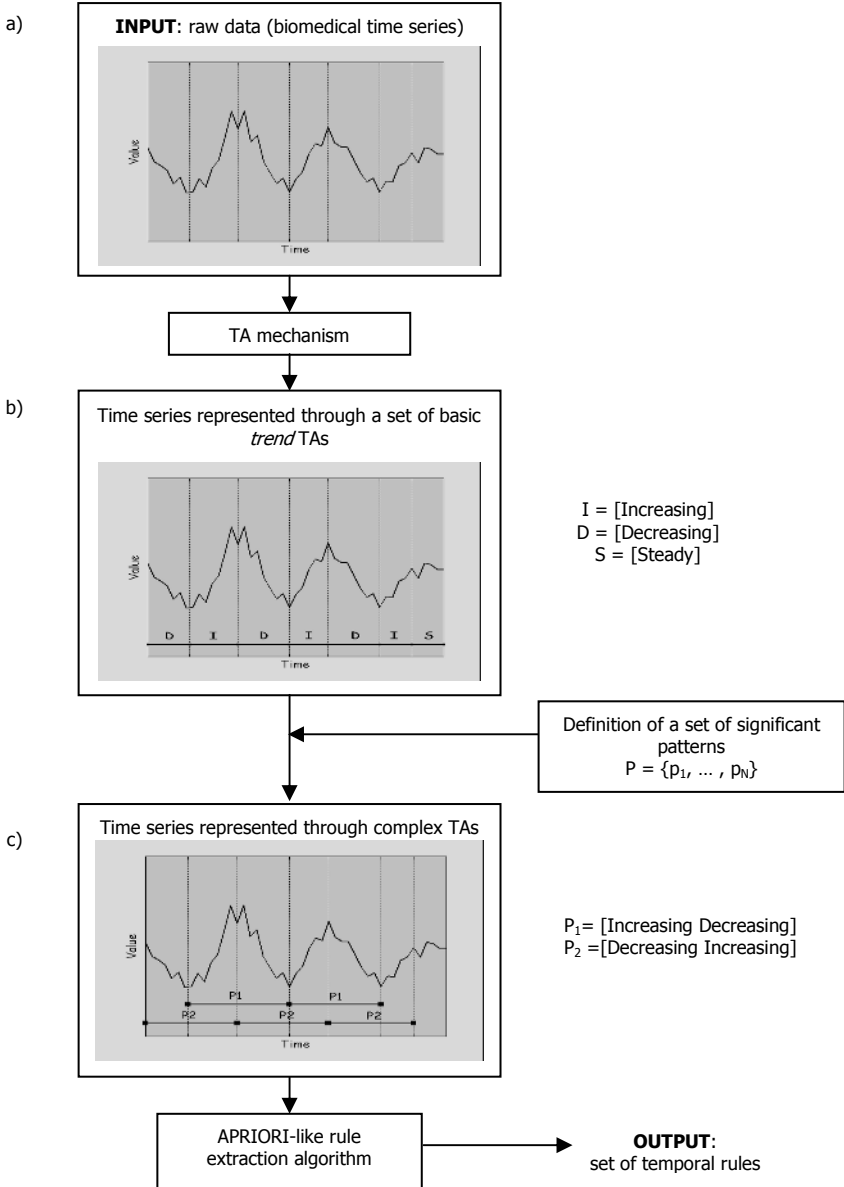 a)
INPUT: raw data (biomedical time series)
Value
Time
TA mechanism
b)
Time series represented through a set of basic
trend TAs
Value
D I D I D I S
Time
I = [Increasing]
D = [Decreasing]
S = [Steady]
Definition of a set of significant
patterns
P = {p1, ... , pN}
c)
Time series represented through complex TAs
Value
P1 P1
P2 P2 P2
Time
P1= [Increasing Decreasing]
P2 =[Decreasing Increasing]
APRIORI-like rule
extraction algorithm
OUTPUT:
set of temporal rules